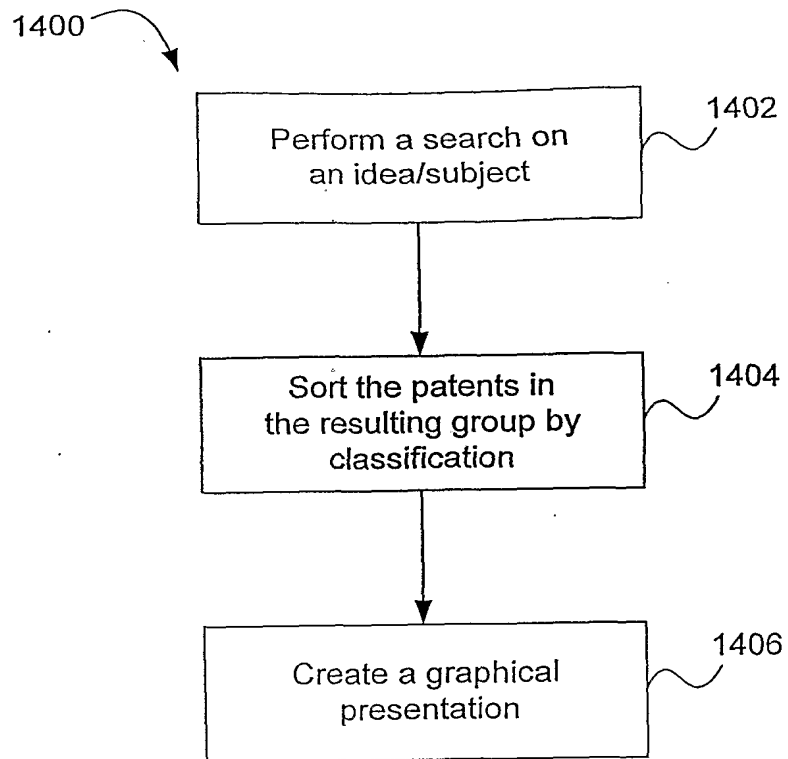 1400
1402
Perform a search on
an idea/subject
1404
Sort the patents in
the resulting group by
classification
1406
Create a graphical
presentation